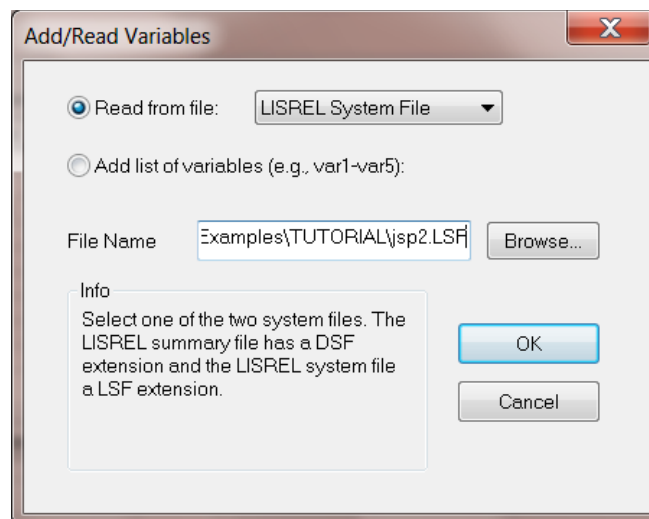 Add/Read Variables
X
Read from file: LISREL System File
Add list of variables (e.g., var1-var5):
File Name Examples\TUTORIAL\jsp2.LSF Browse...
Info
Select one of the two system files. The
LISREL summary file has a DSF
extension and the LISREL system file
a LSF extension.
OK
Cancel